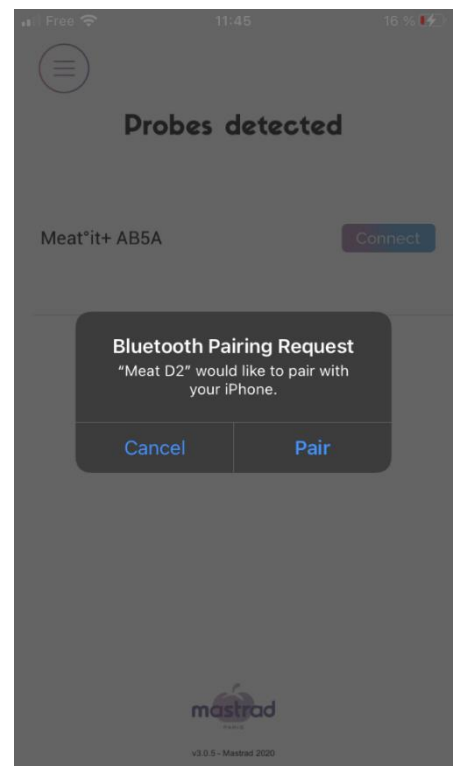 Free 11:45 16 %
Probes detected
Meat°it+ AB5A Connect
Bluetooth Pairing Request
“Meat D2” would like to pair with
your iPhone.
Cancel Pair
mastrad
PARIS
v3.0.5 - Mastrad 2020